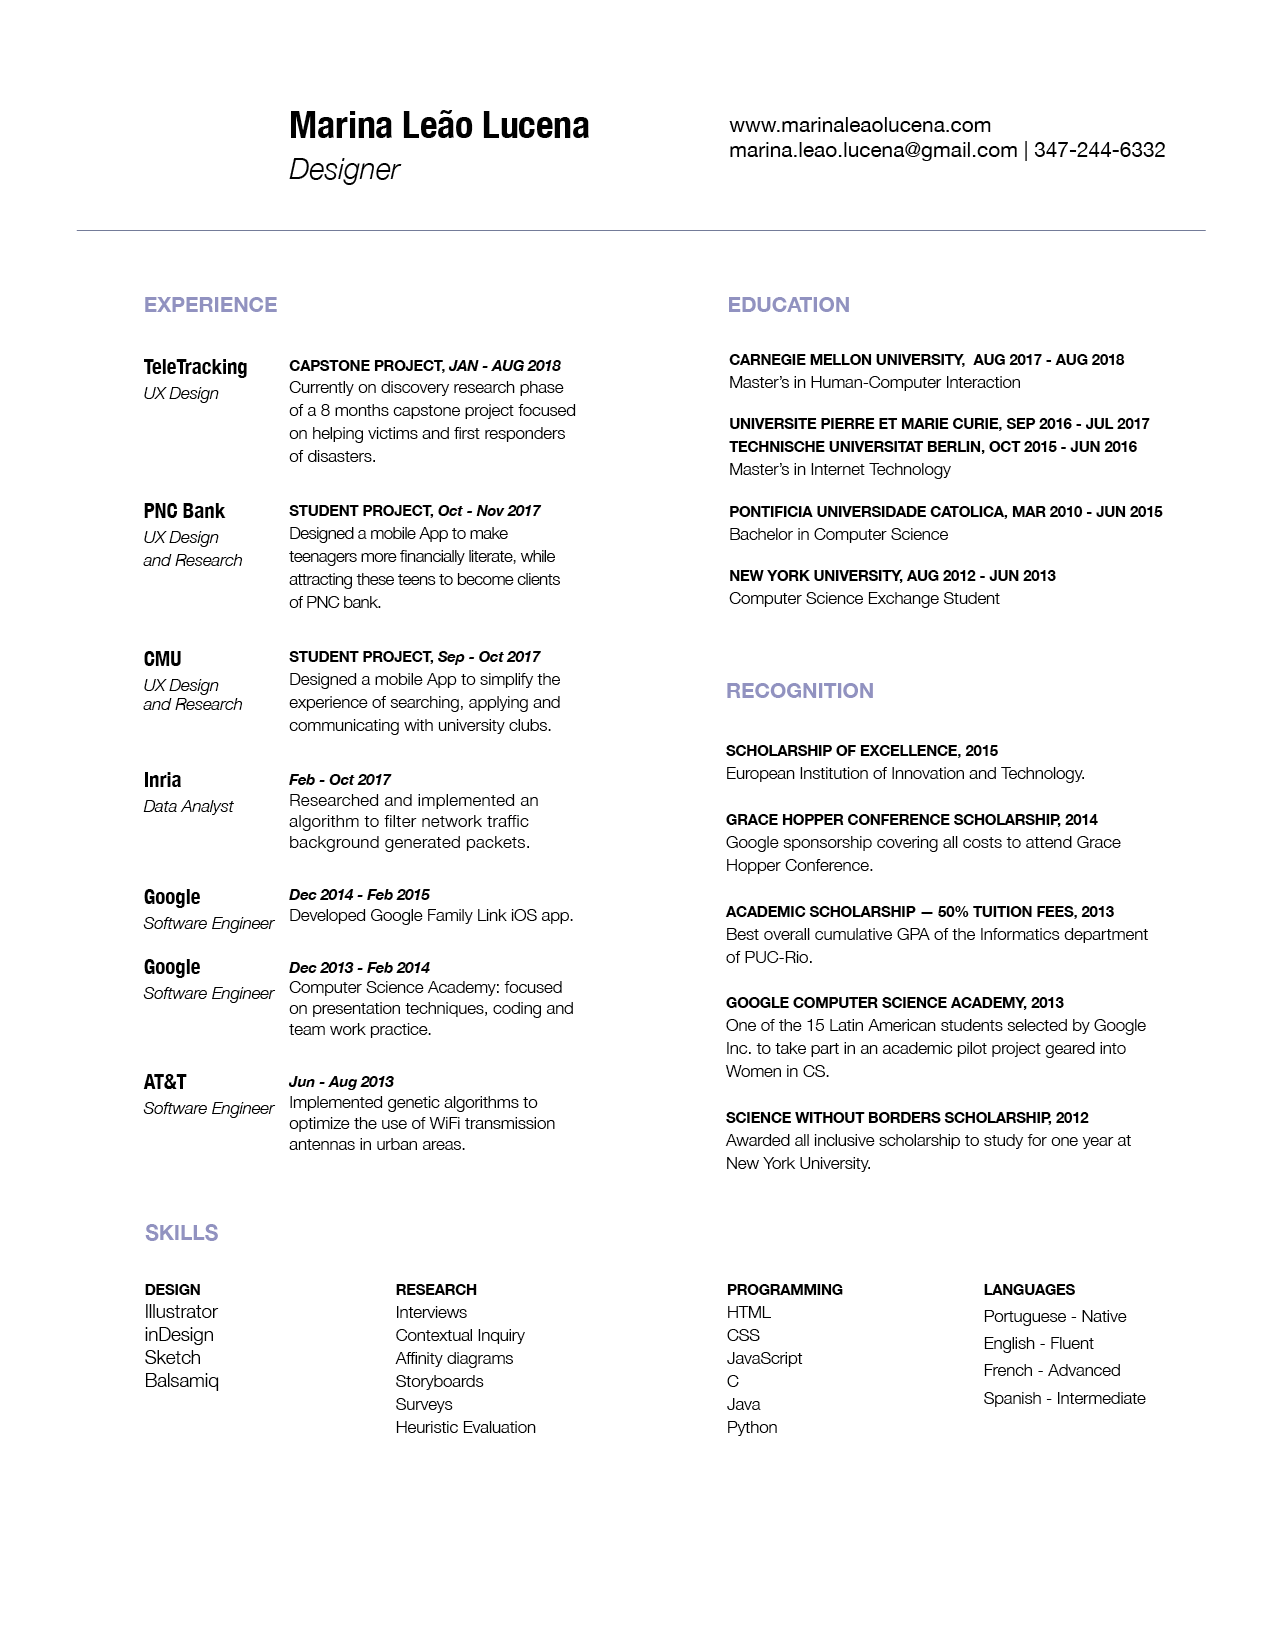 Marina Leão Lucena
Designer
www.marinaleaolucena.com
marina.leao.lucena@gmail.com | 347-244-6332
EXPERIENCE
TeleTracking
UX Design
CAPSTONE PROJECT, JAN - AUG 2018
Currently on discovery research phase
of a 8 months capstone project focused
on helping victims and first responders
of disasters.
PNC Bank
UX Design
and Research
STUDENT PROJECT, Oct - Nov 2017
Designed a mobile App to make
teenagers more financially literate, while
attracting these teens to become clients
of PNC bank.
CMU
UX Design
and Research
STUDENT PROJECT, Sep - Oct 2017
Designed a mobile App to simplify the
experience of searching, applying and
communicating with university clubs.
Inria
Data Analyst
Feb - Oct 2017
Researched and implemented an
algorithm to filter network traffic
background generated packets.
Google
Software Engineer
Dec 2014 - Feb 2015
Developed Google Family Link iOS app.
Google
Software Engineer
Dec 2013 - Feb 2014
Computer Science Academy: focused
on presentation techniques, coding and
team work practice.
AT&T
Software Engineer
Jun - Aug 2013
Implemented genetic algorithms to
optimize the use of WiFi transmission
antennas in urban areas.
EDUCATION
CARNEGIE MELLON UNIVERSITY,  AUG 2017 - AUG 2018
Master's in Human-Computer Interaction
UNIVERSITE PIERRE ET MARIE CURIE, SEP 2016 - JUL 2017
TECHNISCHE UNIVERSITAT BERLIN, OCT 2015 - JUN 2016
Master's in Internet Technology
PONTIFICIA UNIVERSIDADE CATOLICA, MAR 2010 - JUN 2015
Bachelor in Computer Science
NEW YORK UNIVERSITY, AUG 2012 - JUN 2013
Computer Science Exchange Student
RECOGNITION
SCHOLARSHIP OF EXCELLENCE, 2015
European Institution of Innovation and Technology.
GRACE HOPPER CONFERENCE SCHOLARSHIP, 2014
Google sponsorship covering all costs to attend Grace
Hopper Conference.
ACADEMIC SCHOLARSHIP — 50% TUITION FEES, 2013
Best overall cumulative GPA of the Informatics department
of PUC-Rio.
GOOGLE COMPUTER SCIENCE ACADEMY, 2013
One of the 15 Latin American students selected by Google
Inc. to take part in an academic pilot project geared into
Women in CS.
SCIENCE WITHOUT BORDERS SCHOLARSHIP, 2012
Awarded all inclusive scholarship to study for one year at
New York University.
SKILLS
DESIGN
Illustrator
inDesign
Sketch
Balsamiq
RESEARCH
Interviews
Contextual Inquiry
Affinity diagrams
Storyboards
Surveys
Heuristic Evaluation
PROGRAMMING
HTML
CSS
JavaScript
C
Java
Python
LANGUAGES
Portuguese - Native
English - Fluent
French - Advanced
Spanish - Intermediate